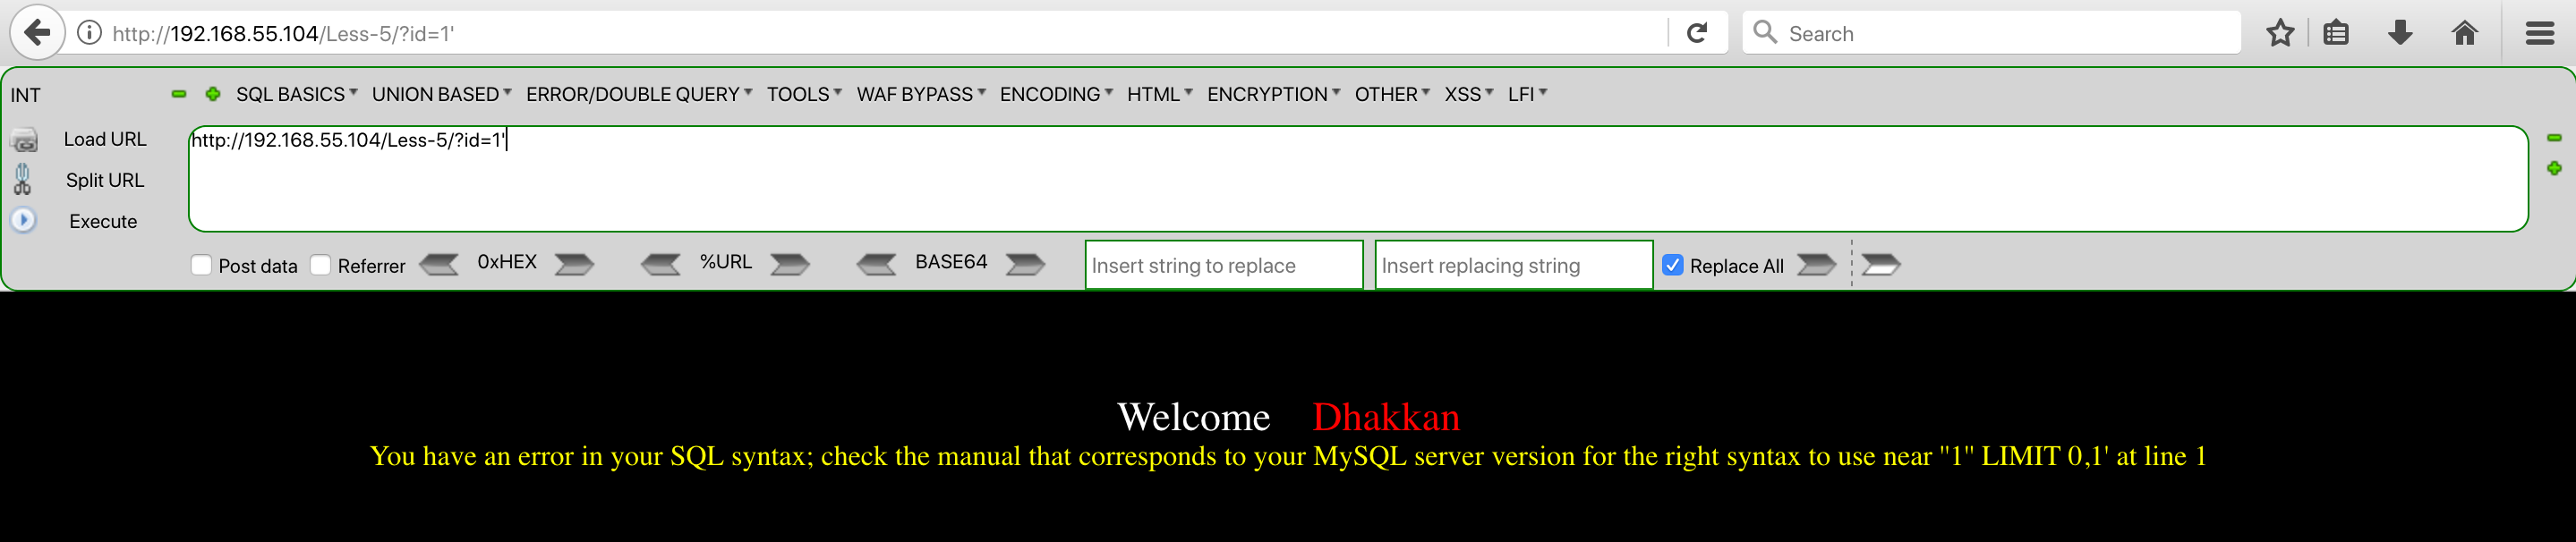 http://192.168.55.104/Less-5/?id=1' Search
INT SQL BASICS UNION BASED ERROR/DOUBLE QUERY TOOLS WAF BYPASS ENCODING HTML ENCRYPTION OTHER XSS LFI
Load URL http://192.168.55.104/Less-5/?id=1'
Split URL
Execute
Post data Referrer 0xHEX %URL BASE64 Insert string to replace Insert replacing string Replace All
Welcome Dhakkan
You have an error in your SQL syntax; check the manual that corresponds to your MySQL server version for the right syntax to use near ''1'' LIMIT 0,1' at line 1